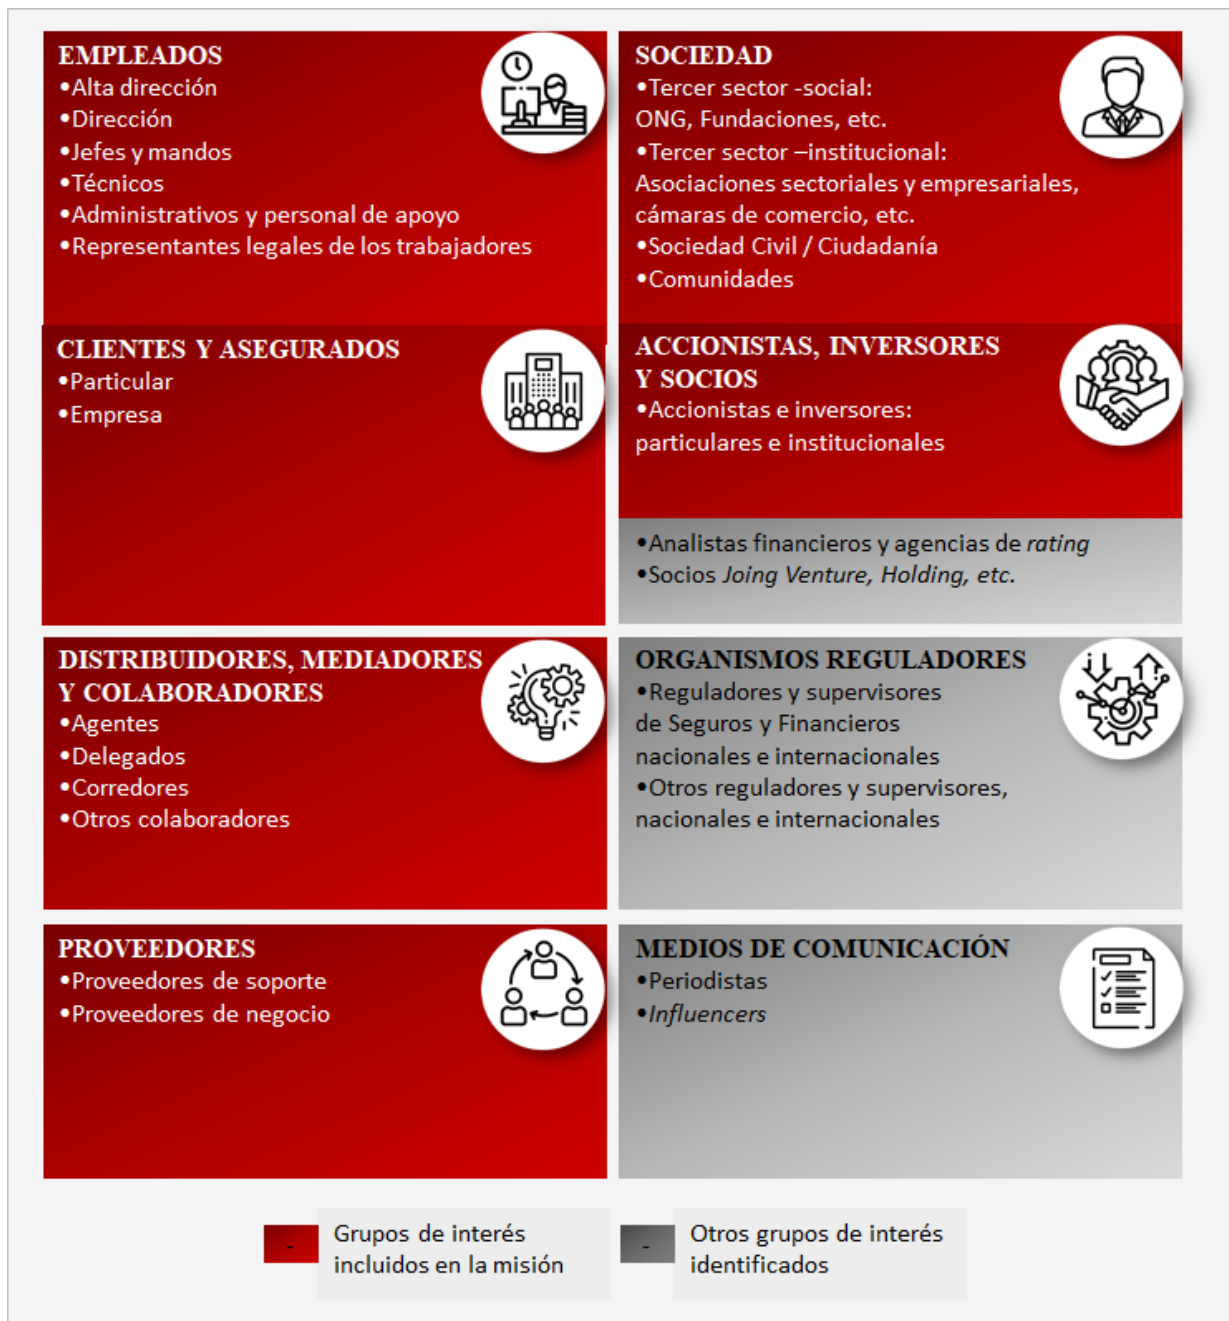 EMPLEADOS
•Alta dirección
•Dirección
•Jefes y mandos
•Técnicos
•Administrativos y personal de apoyo
•Representantes legales de los trabajadores
SOCIEDAD
•Tercer sector -social:
ONG, Fundaciones, etc.
•Tercer sector –institucional:
Asociaciones sectoriales y empresariales,
cámaras de comercio, etc.
•Sociedad Civil / Ciudadanía
•Comunidades
CLIENTES Y ASEGURADOS
•Particular
•Empresa
ACCIONISTAS, INVERSORES
Y SOCIOS
•Accionistas e inversores:
particulares e institucionales
•Analistas financieros y agencias de rating
•Socios Joing Venture, Holding, etc.
DISTRIBUIDORES, MEDIADORES
Y COLABORADORES
•Agentes
•Delegados
•Corredores
•Otros colaboradores
ORGANISMOS REGULADORES
•Reguladores y supervisores
de Seguros y Financieros
nacionales e internacionales
•Otros reguladores y supervisores,
nacionales e internacionales
PROVEEDORES
•Proveedores de soporte
•Proveedores de negocio
MEDIOS DE COMUNICACIÓN
•Periodistas
•Influencers
-
Grupos de interés
incluidos en la misión
-
Otros grupos de interés
identificados